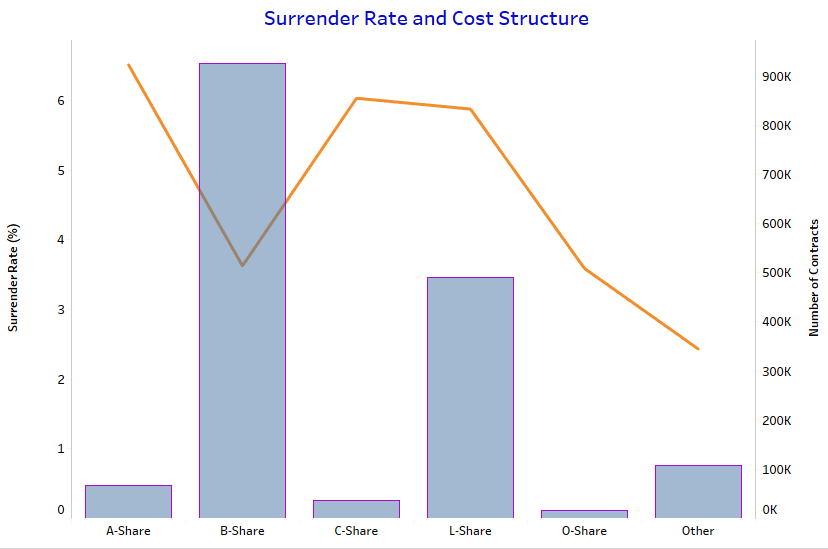 Surrender Rate and Cost Structure
Surrender Rate (%)
6
5
4
3
2
1
0
900K
800K
700K
600K
500K
400K
300K
200K
100K
0K
Number of Contracts
A-Share B-Share C-Share L-Share O-Share Other